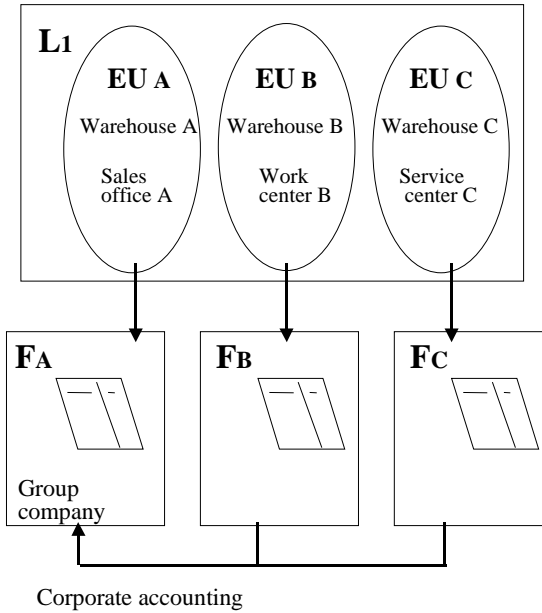 L1
EU A
Warehouse A
Sales
office A
EU B
Warehouse B
Work
center B
EU C
Warehouse C
Service
center C
FA
Group
company
FB
FC
Corporate accounting